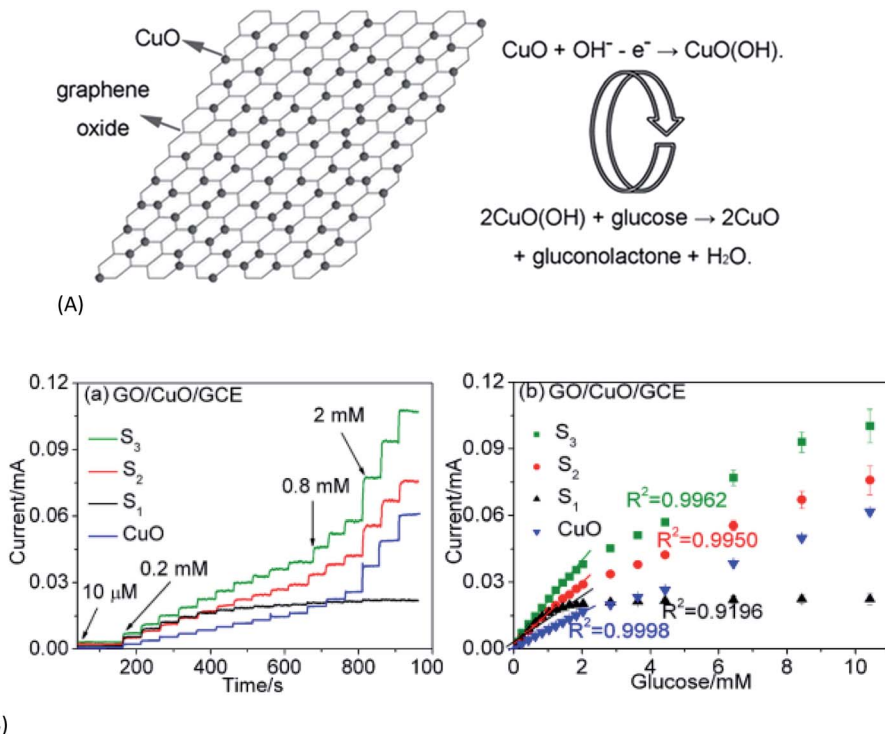 CuO
graphene
oxide
CuO + OH⁻ - e⁻ → CuO(OH).
2CuO(OH) + glucose → 2CuO
+ gluconolactone + H₂O.
(A)
(a) GO/CuO/GCE
S₃
S₂
S₁
CuO
10 μM
0.2 mM
0.8 mM
2 mM
0.12
0.09
0.06
0.03
0.00
Current/mA
200
400
600
800
100
Time/s
(b) GO/CuO/GCE
S₃
S₂
S₁
CuO
R²=0.9962
R²=0.9950
R²=0.9196
R²=0.9998
0.12
0.09
0.06
0.03
0.00
Current/mA
0
2
4
6
8
10
Glucose/mM
)